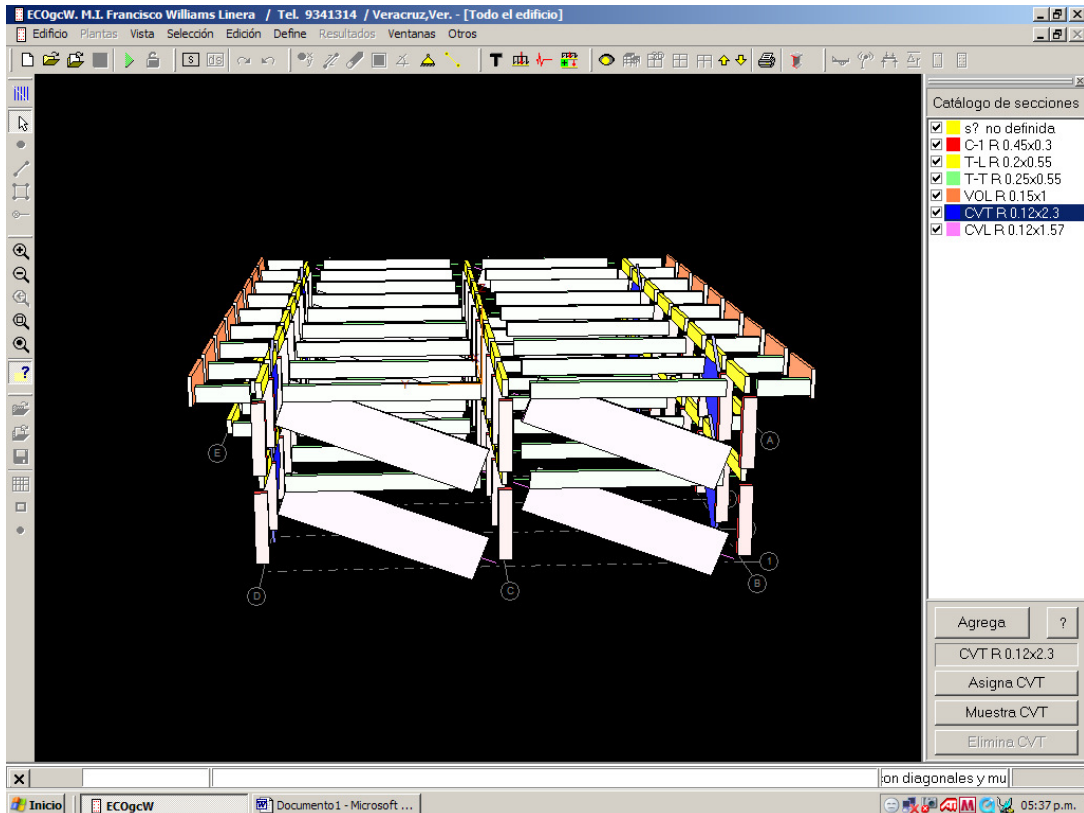 ECOgcW. M.I. Francisco Williams Linera / Tel. 9341314 / Veracruz,Ver. - [Todo el edificio]
Edificio Plantas Vista Selección Edición Define Resultados Ventanas Otros
Catálogo de secciones
s? no definida
C-1 R 0.45x0.3
T-L R 0.2x0.55
T-T R 0.25x0.55
VOL R 0.15x1
CVT R 0.12x2.3
CVL R 0.12x1.57
Y
E
A
1
B
C
D
Agrega ?
CVT R 0.12x2.3
Asigna CVT
Muestra CVT
Elimina CVT
on diagonales y mu
Inicio ECOgcW Documento1 - Microsoft ... 05:37 p.m.